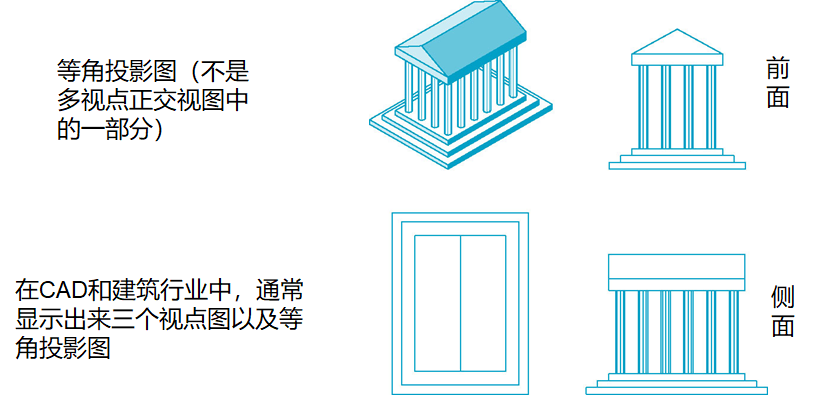 等角投影图（不是
多视点正交视图中
的一部分）
前
面
在CAD和建筑行业中，通常
显示出来三个视点图以及等
角投影图
侧
面